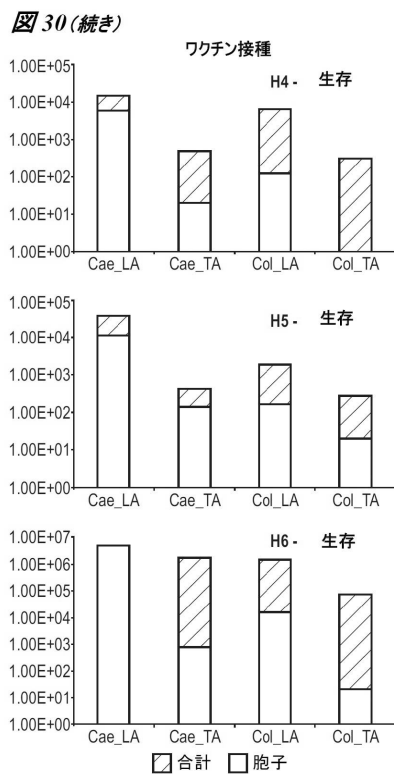 図 30(続き)
ワクチン接種
H4 - 生存
1.00E+05
1.00E+04
1.00E+03
1.00E+02
1.00E+01
1.00E+00
Cae_LA Cae_TA Col_LA Col_TA
H5 - 生存
1.00E+05
1.00E+04
1.00E+03
1.00E+02
1.00E+01
1.00E+00
Cae_LA Cae_TA Col_LA Col_TA
H6 - 生存
1.00E+07
1.00E+06
1.00E+05
1.00E+04
1.00E+03
1.00E+02
1.00E+01
1.00E+00
Cae_LA Cae_TA Col_LA Col_TA
合計 胞子